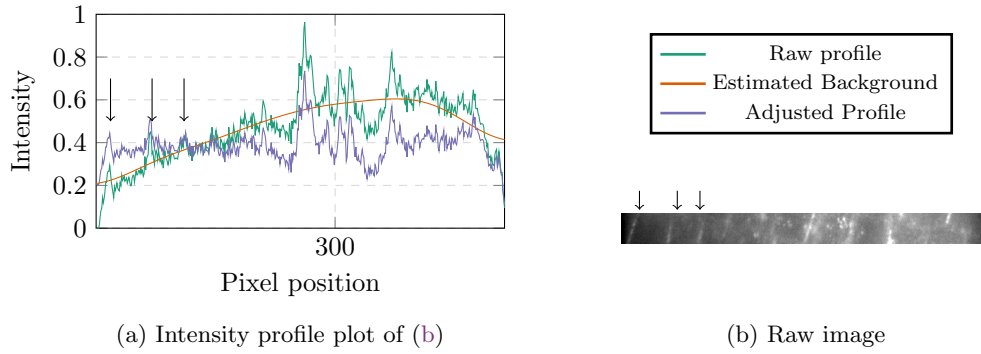 1
0.8
0.6
0.4
0.2
0
Intensity
300
Pixel position
(a) Intensity profile plot of (b)
Raw profile
Estimated Background
Adjusted Profile
(b) Raw image